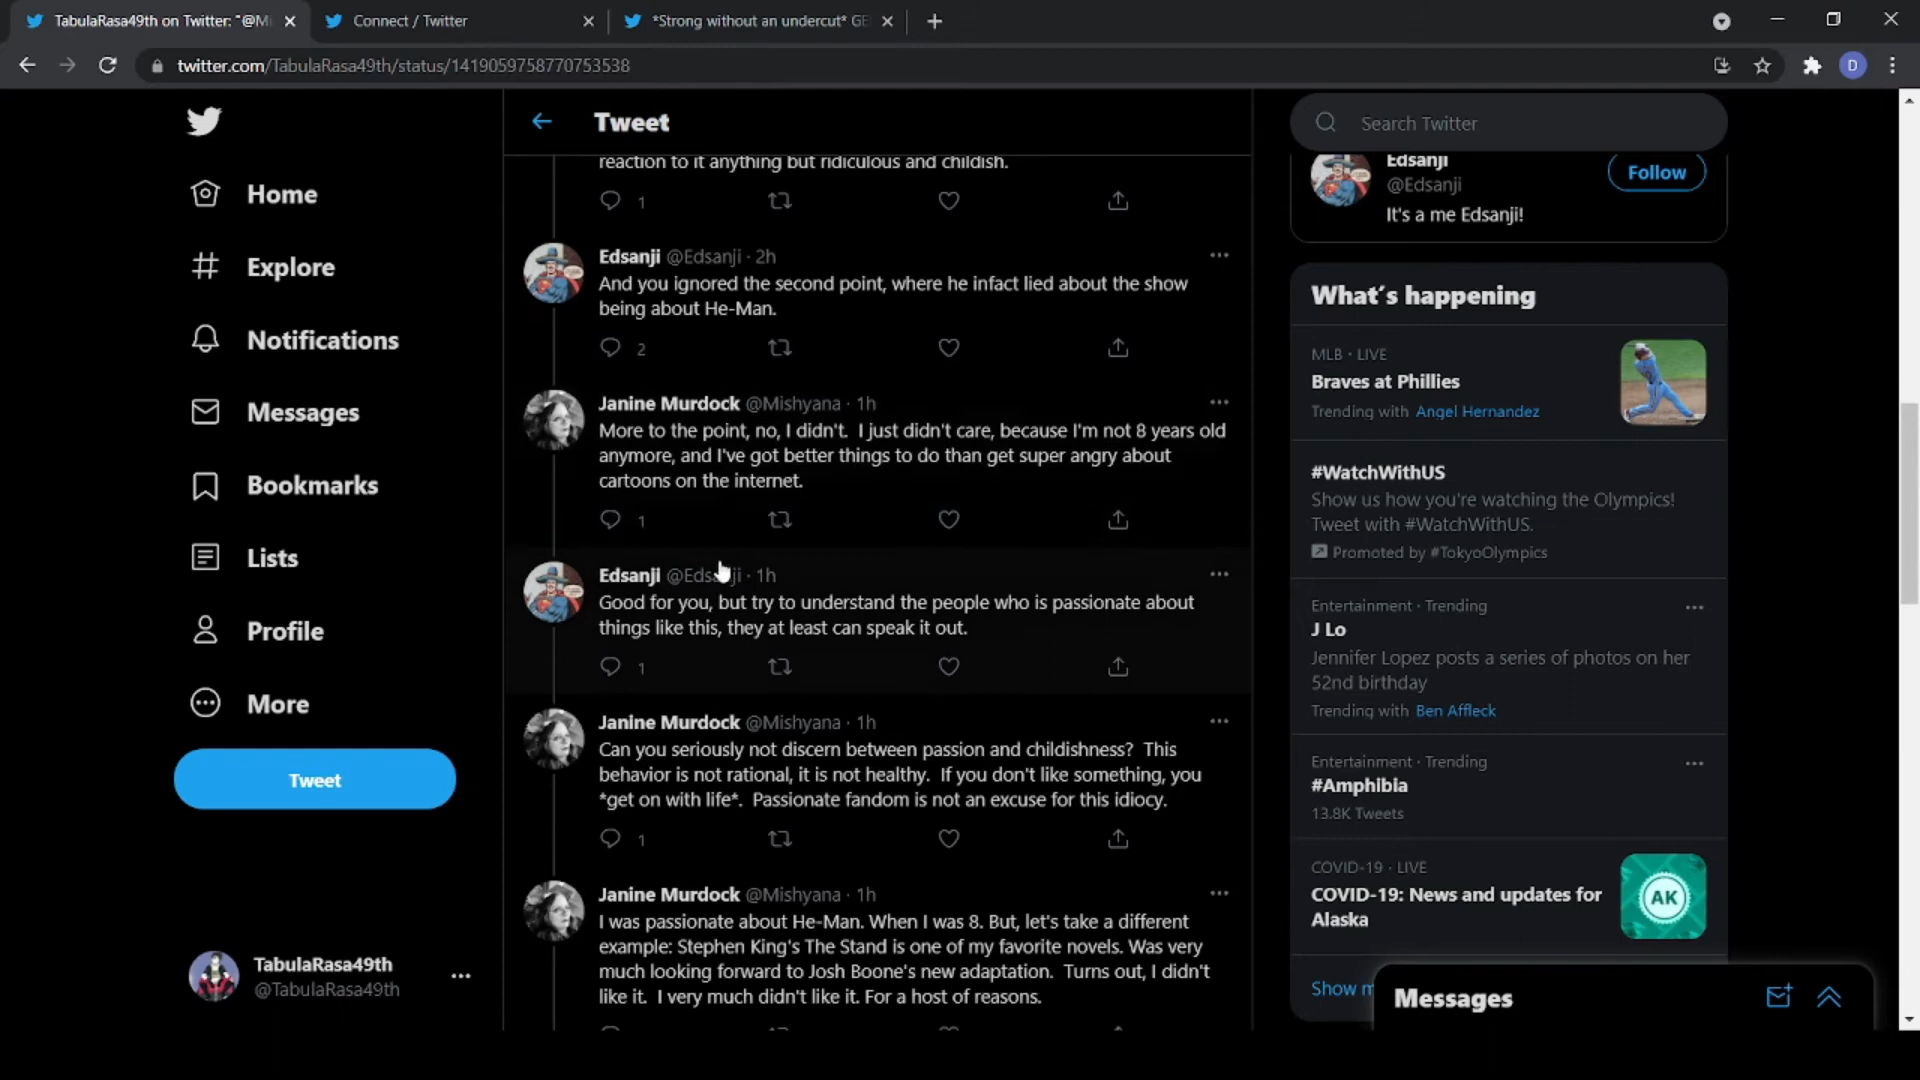 TabulaRasa49th on Twitter: "@Mi
Connect / Twitter
*Strong without an undercut* GE
twitter.com/TabulaRasa49th/status/1419059758770753538
D
Home
Explore
Notifications
Messages
Bookmarks
Lists
Profile
More
Tweet
TabulaRasa49th
@TabulaRasa49th
Tweet
reaction to it anything but ridiculous and childish.
1
Edsanji @Edsanji · 2h
And you ignored the second point, where he infact lied about the show
being about He-Man.
2
Janine Murdock @Mishyana · 1h
More to the point, no, I didn't. I just didn't care, because I'm not 8 years old
anymore, and I've got better things to do than get super angry about
cartoons on the internet.
1
Edsanji @Edsanji · 1h
Good for you, but try to understand the people who is passionate about
things like this, they at least can speak it out.
1
Janine Murdock @Mishyana · 1h
Can you seriously not discern between passion and childishness? This
behavior is not rational, it is not healthy. If you don't like something, you
*get on with life*. Passionate fandom is not an excuse for this idiocy.
1
Janine Murdock @Mishyana · 1h
I was passionate about He-Man. When I was 8. But, let's take a different
example: Stephen King's The Stand is one of my favorite novels. Was very
much looking forward to Josh Boone's new adaptation. Turns out, I didn't
like it. I very much didn't like it. For a host of reasons.
Search Twitter
Edsanji
@Edsanji
Follow
It's a me Edsanji!
What's happening
MLB · LIVE
Braves at Phillies
Trending with Angel Hernandez
#WatchWithUS
Show us how you're watching the Olympics!
Tweet with #WatchWithUS.
Promoted by #TokyoOlympics
Entertainment · Trending
J Lo
Jennifer Lopez posts a series of photos on her
52nd birthday
Trending with Ben Affleck
Entertainment · Trending
#Amphibia
13.8K Tweets
COVID-19 · LIVE
COVID-19: News and updates for
Alaska
AK
Show m
Messages